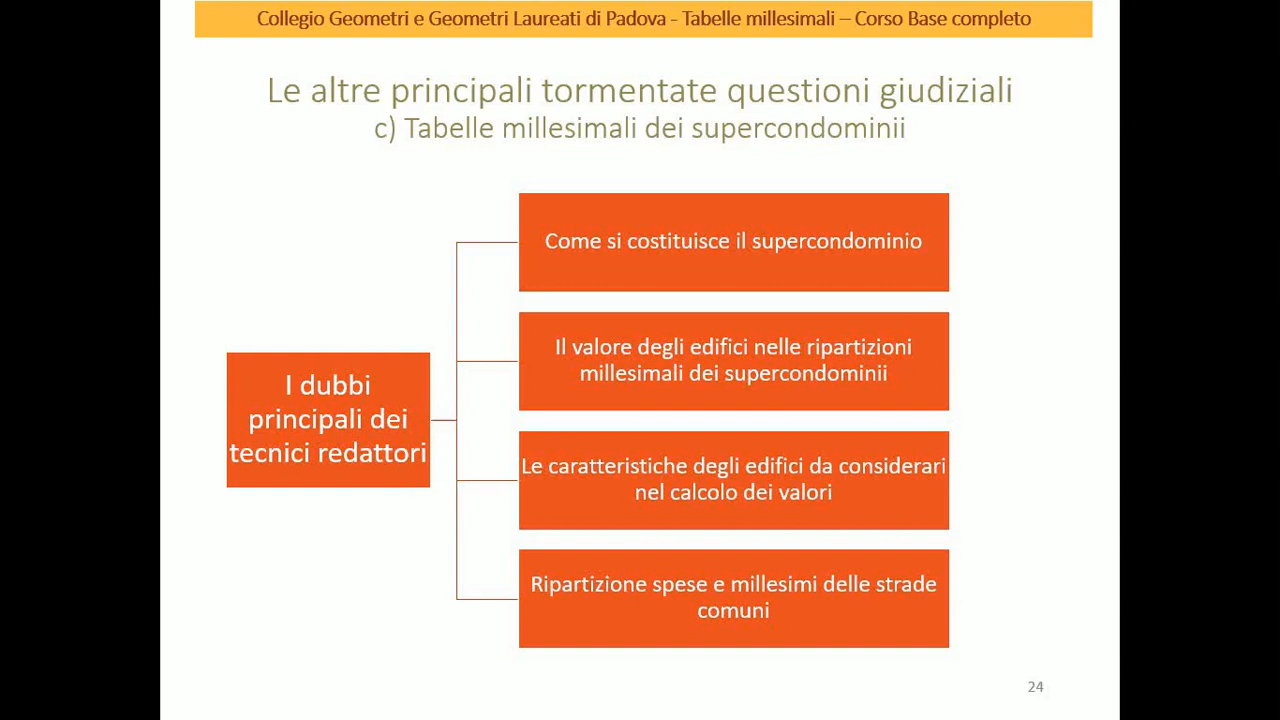 Collegio Geometri e Geometri Laureati di Padova - Tabelle millesimali – Corso Base completo
Le altre principali tormentate questioni giudiziali
c) Tabelle millesimali dei supercondominii
I dubbi
principali dei
tecnici redattori
Come si costituisce il supercondominio
Il valore degli edifici nelle ripartizioni
millesimali dei supercondominii
Le caratteristiche degli edifici da considerari
nel calcolo dei valori
Ripartizione spese e millesimi delle strade
comuni
24